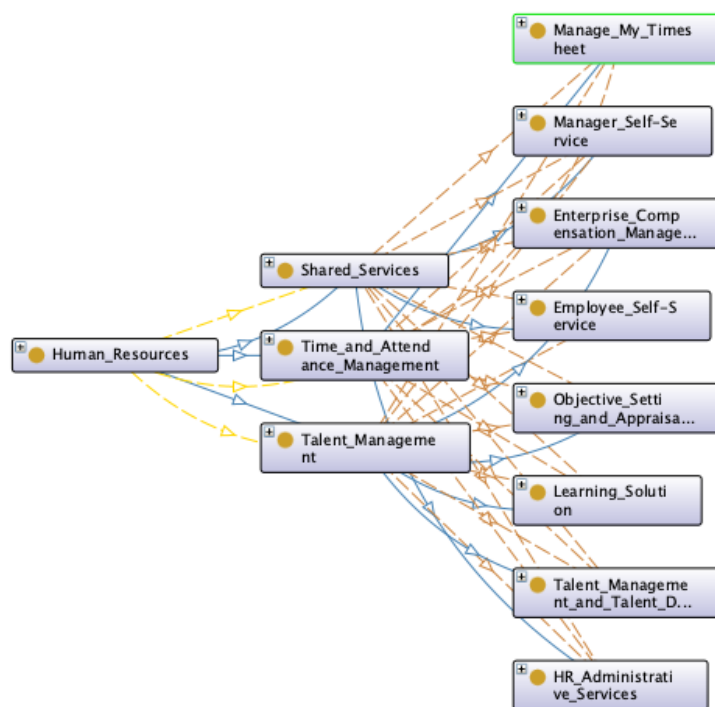 Manage_My_Times
heet
Manager_Self-Se
rvice
Enterprise_Comp
ensation_Manage...
Shared_Services
Employee_Self-S
ervice
Human_Resources
Time_and_Attend
ance_Management
Objective_Setti
ng_and_Appraisa...
Talent_Manageme
nt
Learning_Soluti
on
Talent_Manageme
nt_and_Talent_D...
HR_Administrati
ve_Services